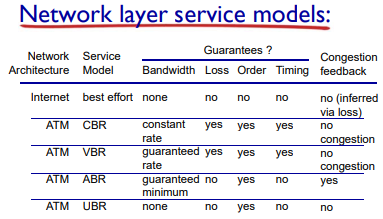 Network layer service models:
Guarantees ?
Network Architecture Service Model Bandwidth Loss Order Timing Congestion feedback
Internet best effort none no no no no (inferred via loss)
ATM CBR constant rate yes yes yes no congestion
ATM VBR guaranteed rate yes yes yes no congestion
ATM ABR guaranteed minimum no yes no yes
ATM UBR none no yes no no